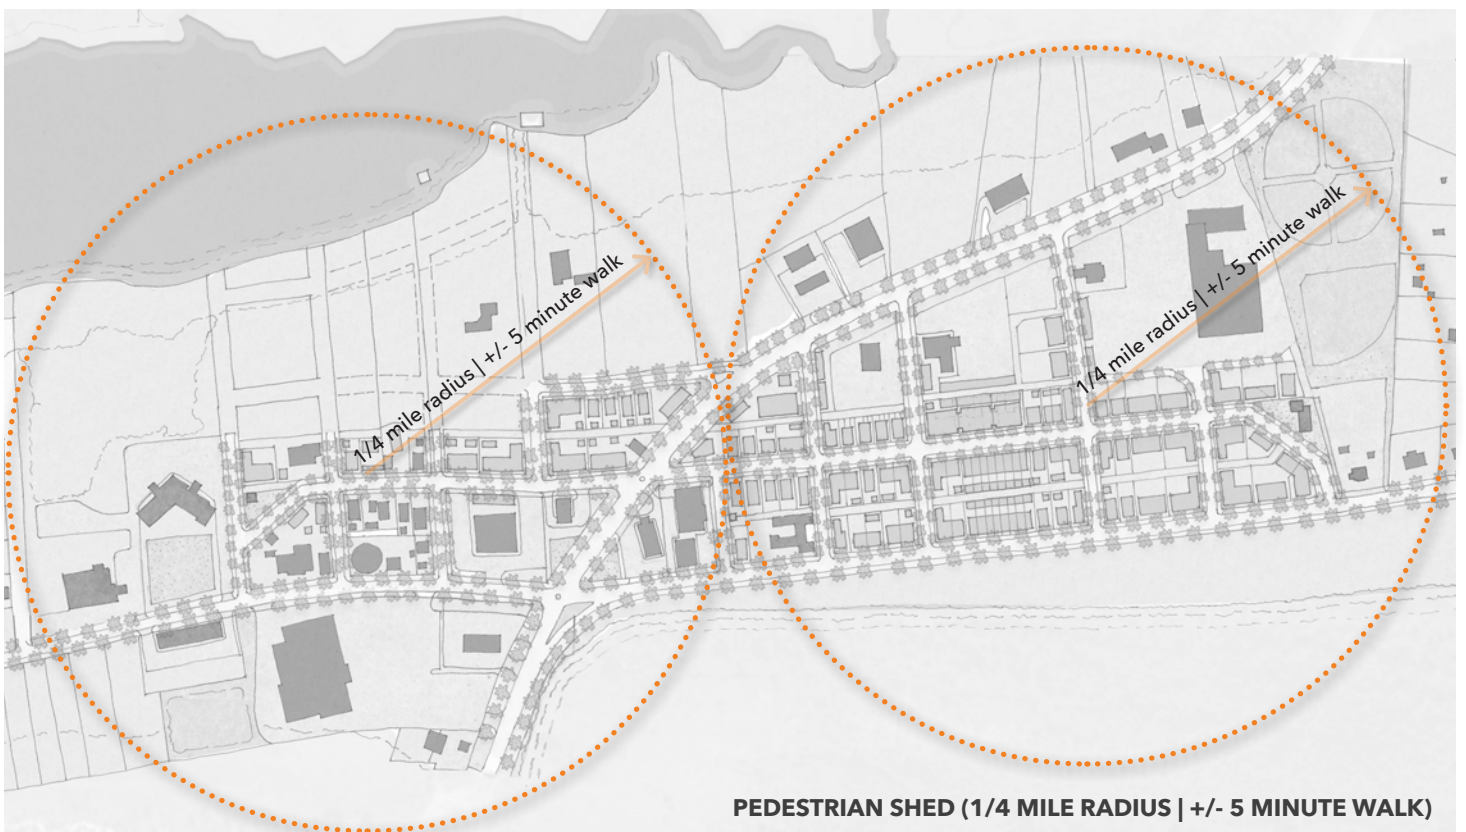 1/4 mile radius | +/- 5 minute walk
1/4 mile radius | +/- 5 minute walk
PEDESTRIAN SHED (1/4 MILE RADIUS | +/- 5 MINUTE WALK)